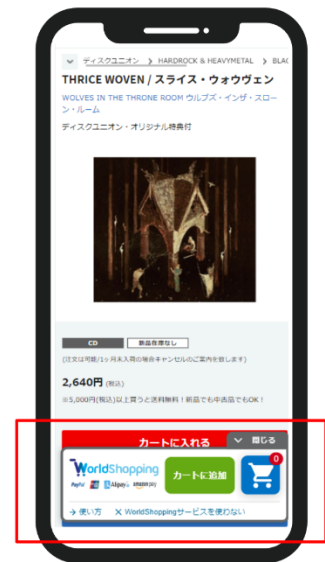 ディスクユニオン > HARDROCK & HEAVYMETAL > BLAC
THRICE WOVEN / スライス・ウォウヴェン
WOLVES IN THE THRONE ROOM ウルブズ・インザ・スロー
ン・ルーム
ディスクユニオン・オリジナル特典付
CD 新品在庫なし
(注文は可能/1ヶ月未入荷の場合キャンセルのご案内を致します)
2,640円 (税込)
※5,000円(税込)以上買うと送料無料！新品でも中古品でもOK！
カートに入れる 閉じる
WorldShopping カートに追加 0
PayPal Alipay amazon pay
→ 使い方 X WorldShoppingサービスを使わない